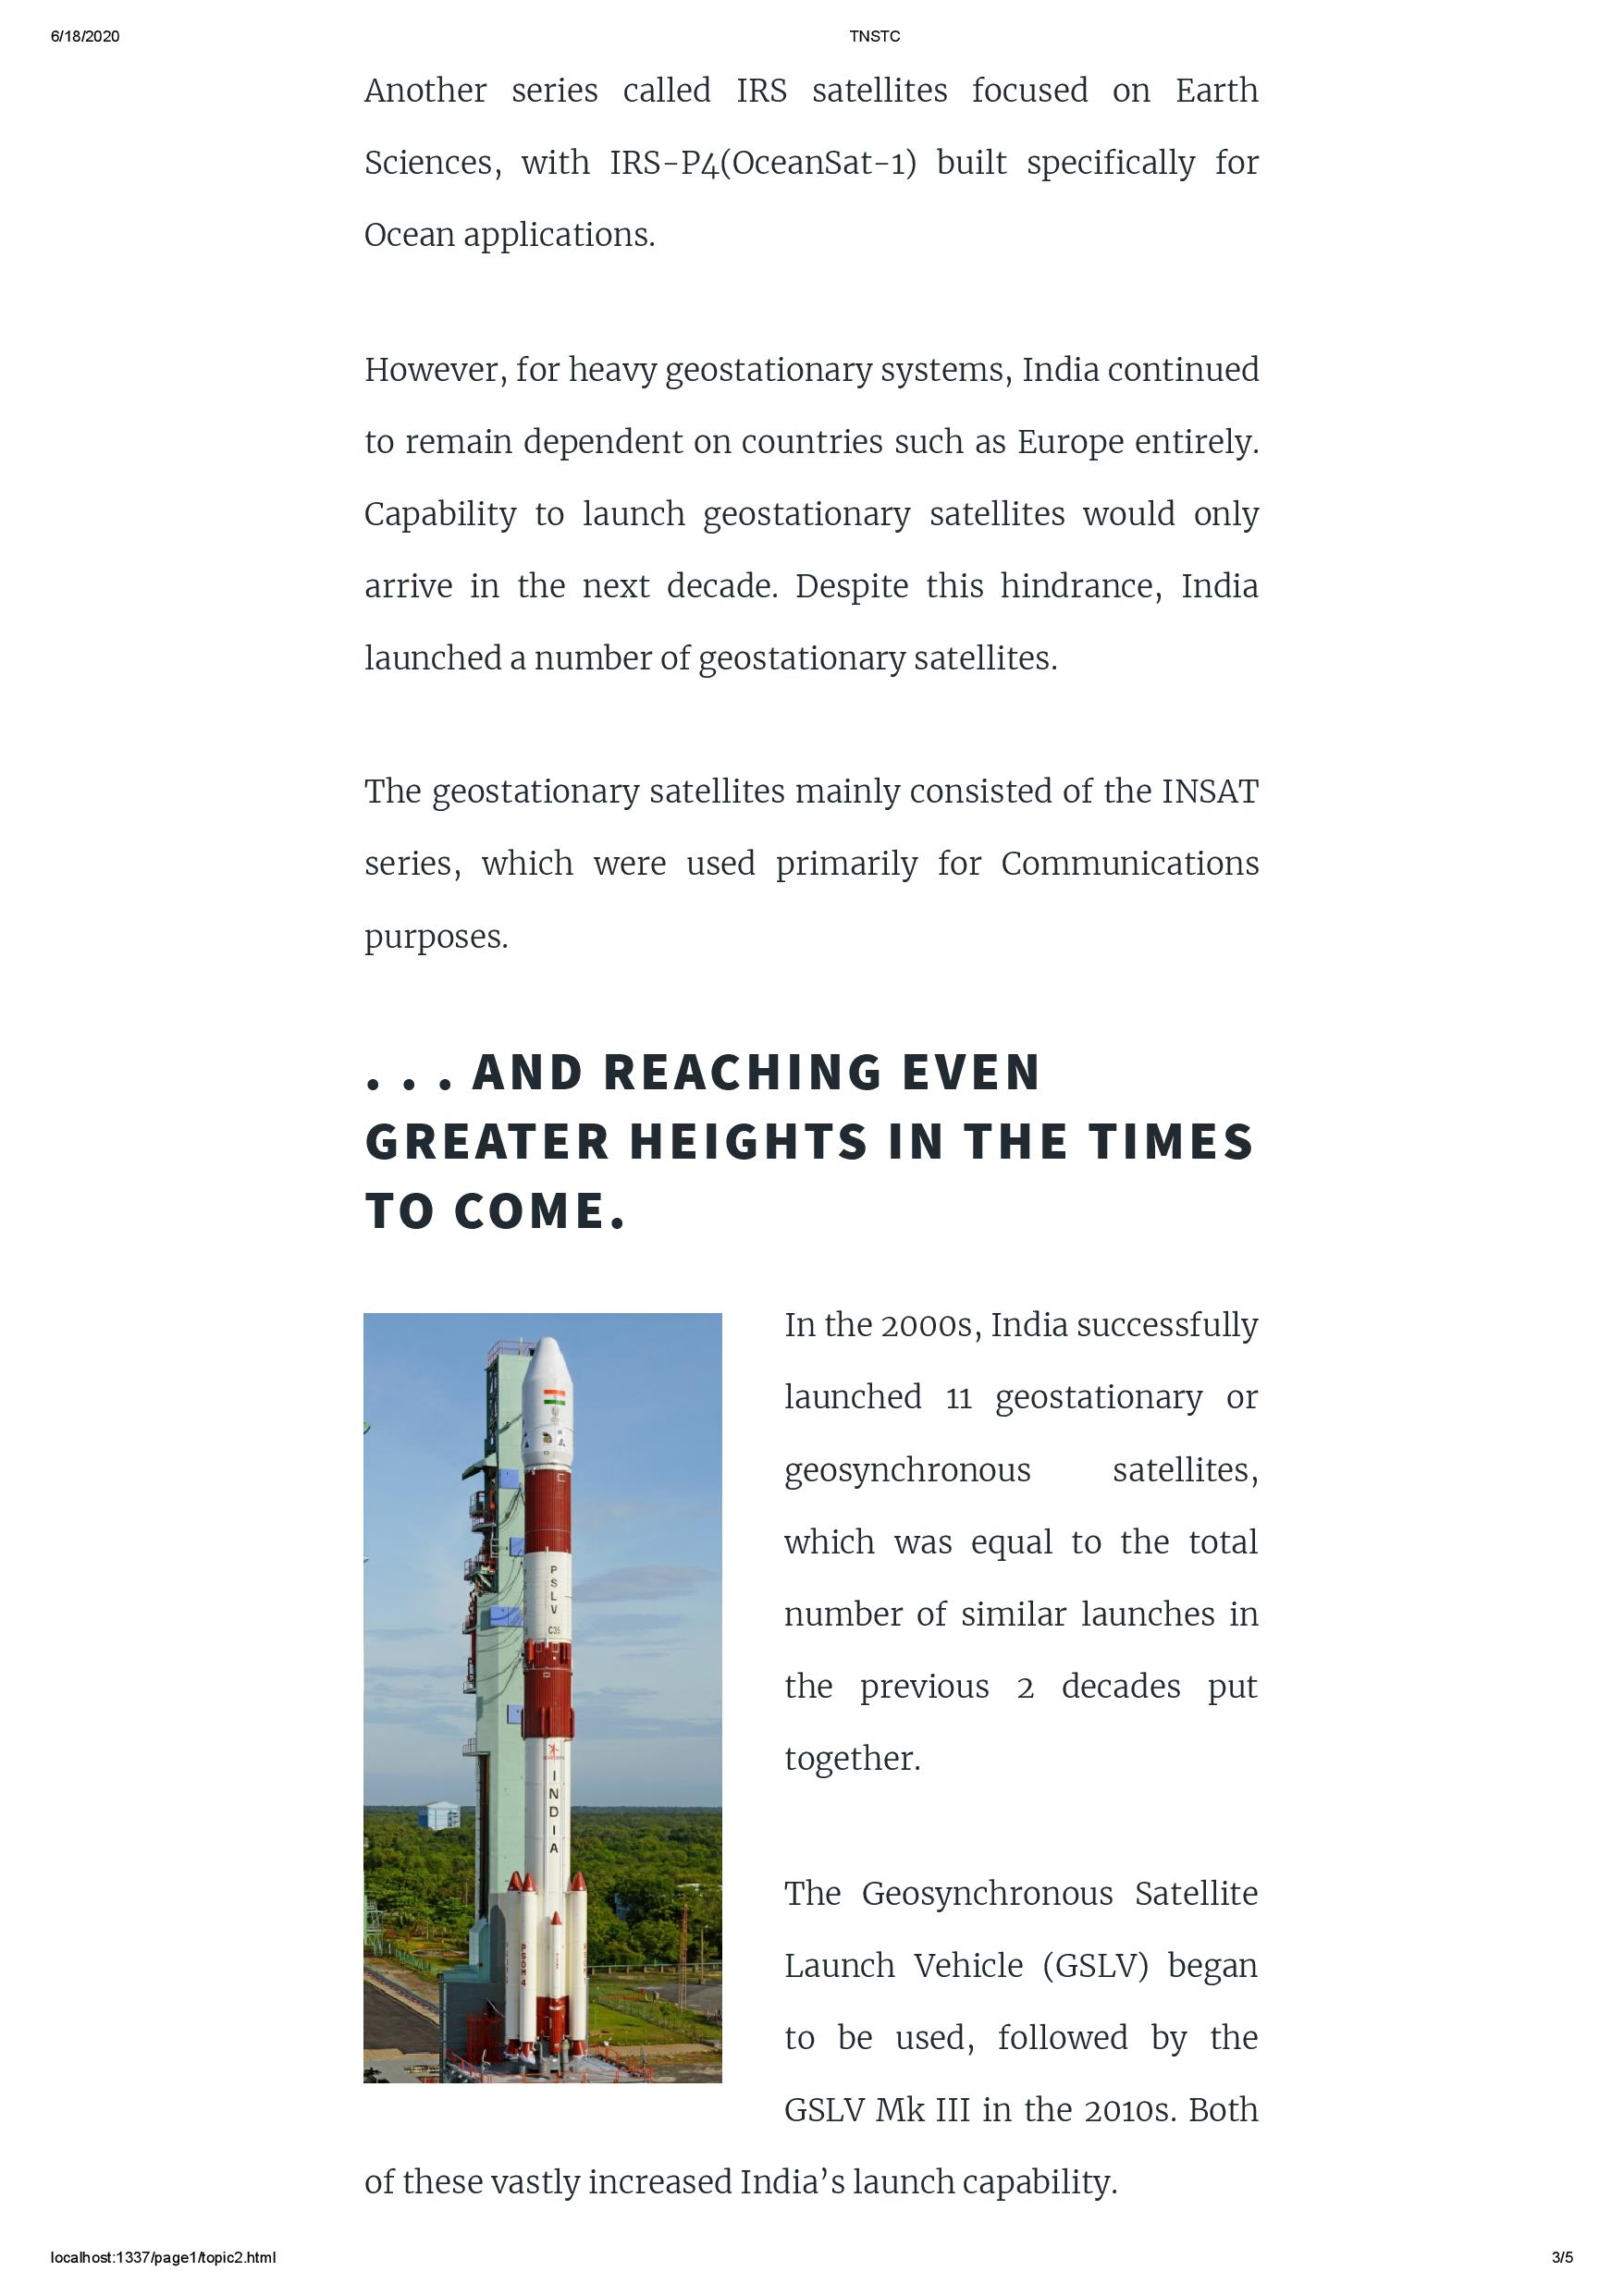 6/18/2020 TNSTC
Another series called IRS satellites focused on Earth
Sciences, with IRS-P4(OceanSat-1) built specifically for
Ocean applications.
However, for heavy geostationary systems, India continued
to remain dependent on countries such as Europe entirely.
Capability to launch geostationary satellites would only
arrive in the next decade. Despite this hindrance, India
launched a number of geostationary satellites.
The geostationary satellites mainly consisted of the INSAT
series, which were used primarily for Communications
purposes.
. . . AND REACHING EVEN
GREATER HEIGHTS IN THE TIMES
TO COME.
PSLV
C35
INDIA
PSOM 4
In the 2000s, India successfully
launched 11 geostationary or
geosynchronous satellites,
which was equal to the total
number of similar launches in
the previous 2 decades put
together.
The Geosynchronous Satellite
Launch Vehicle (GSLV) began
to be used, followed by the
GSLV Mk III in the 2010s. Both
of these vastly increased India’s launch capability.
localhost:1337/page1/topic2.html 3/5